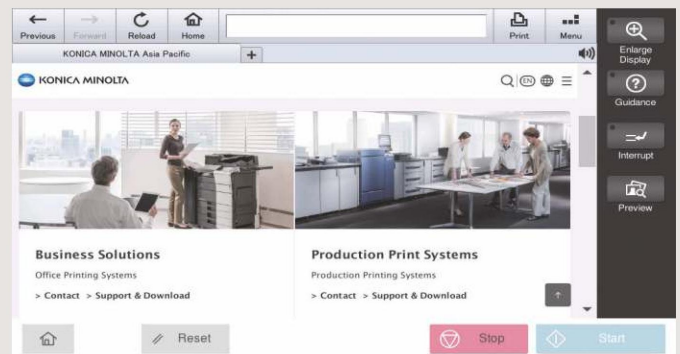 Previous Forward Reload Home Print Menu
KONICA MINOLTA Asia Pacific
KONICA MINOLTA
EN
Business Solutions
Office Printing Systems
> Contact > Support & Download
Production Print Systems
Production Printing Systems
> Contact > Support & Download
Enlarge
Display
Guidance
Interrupt
Preview
Reset
Stop
Start